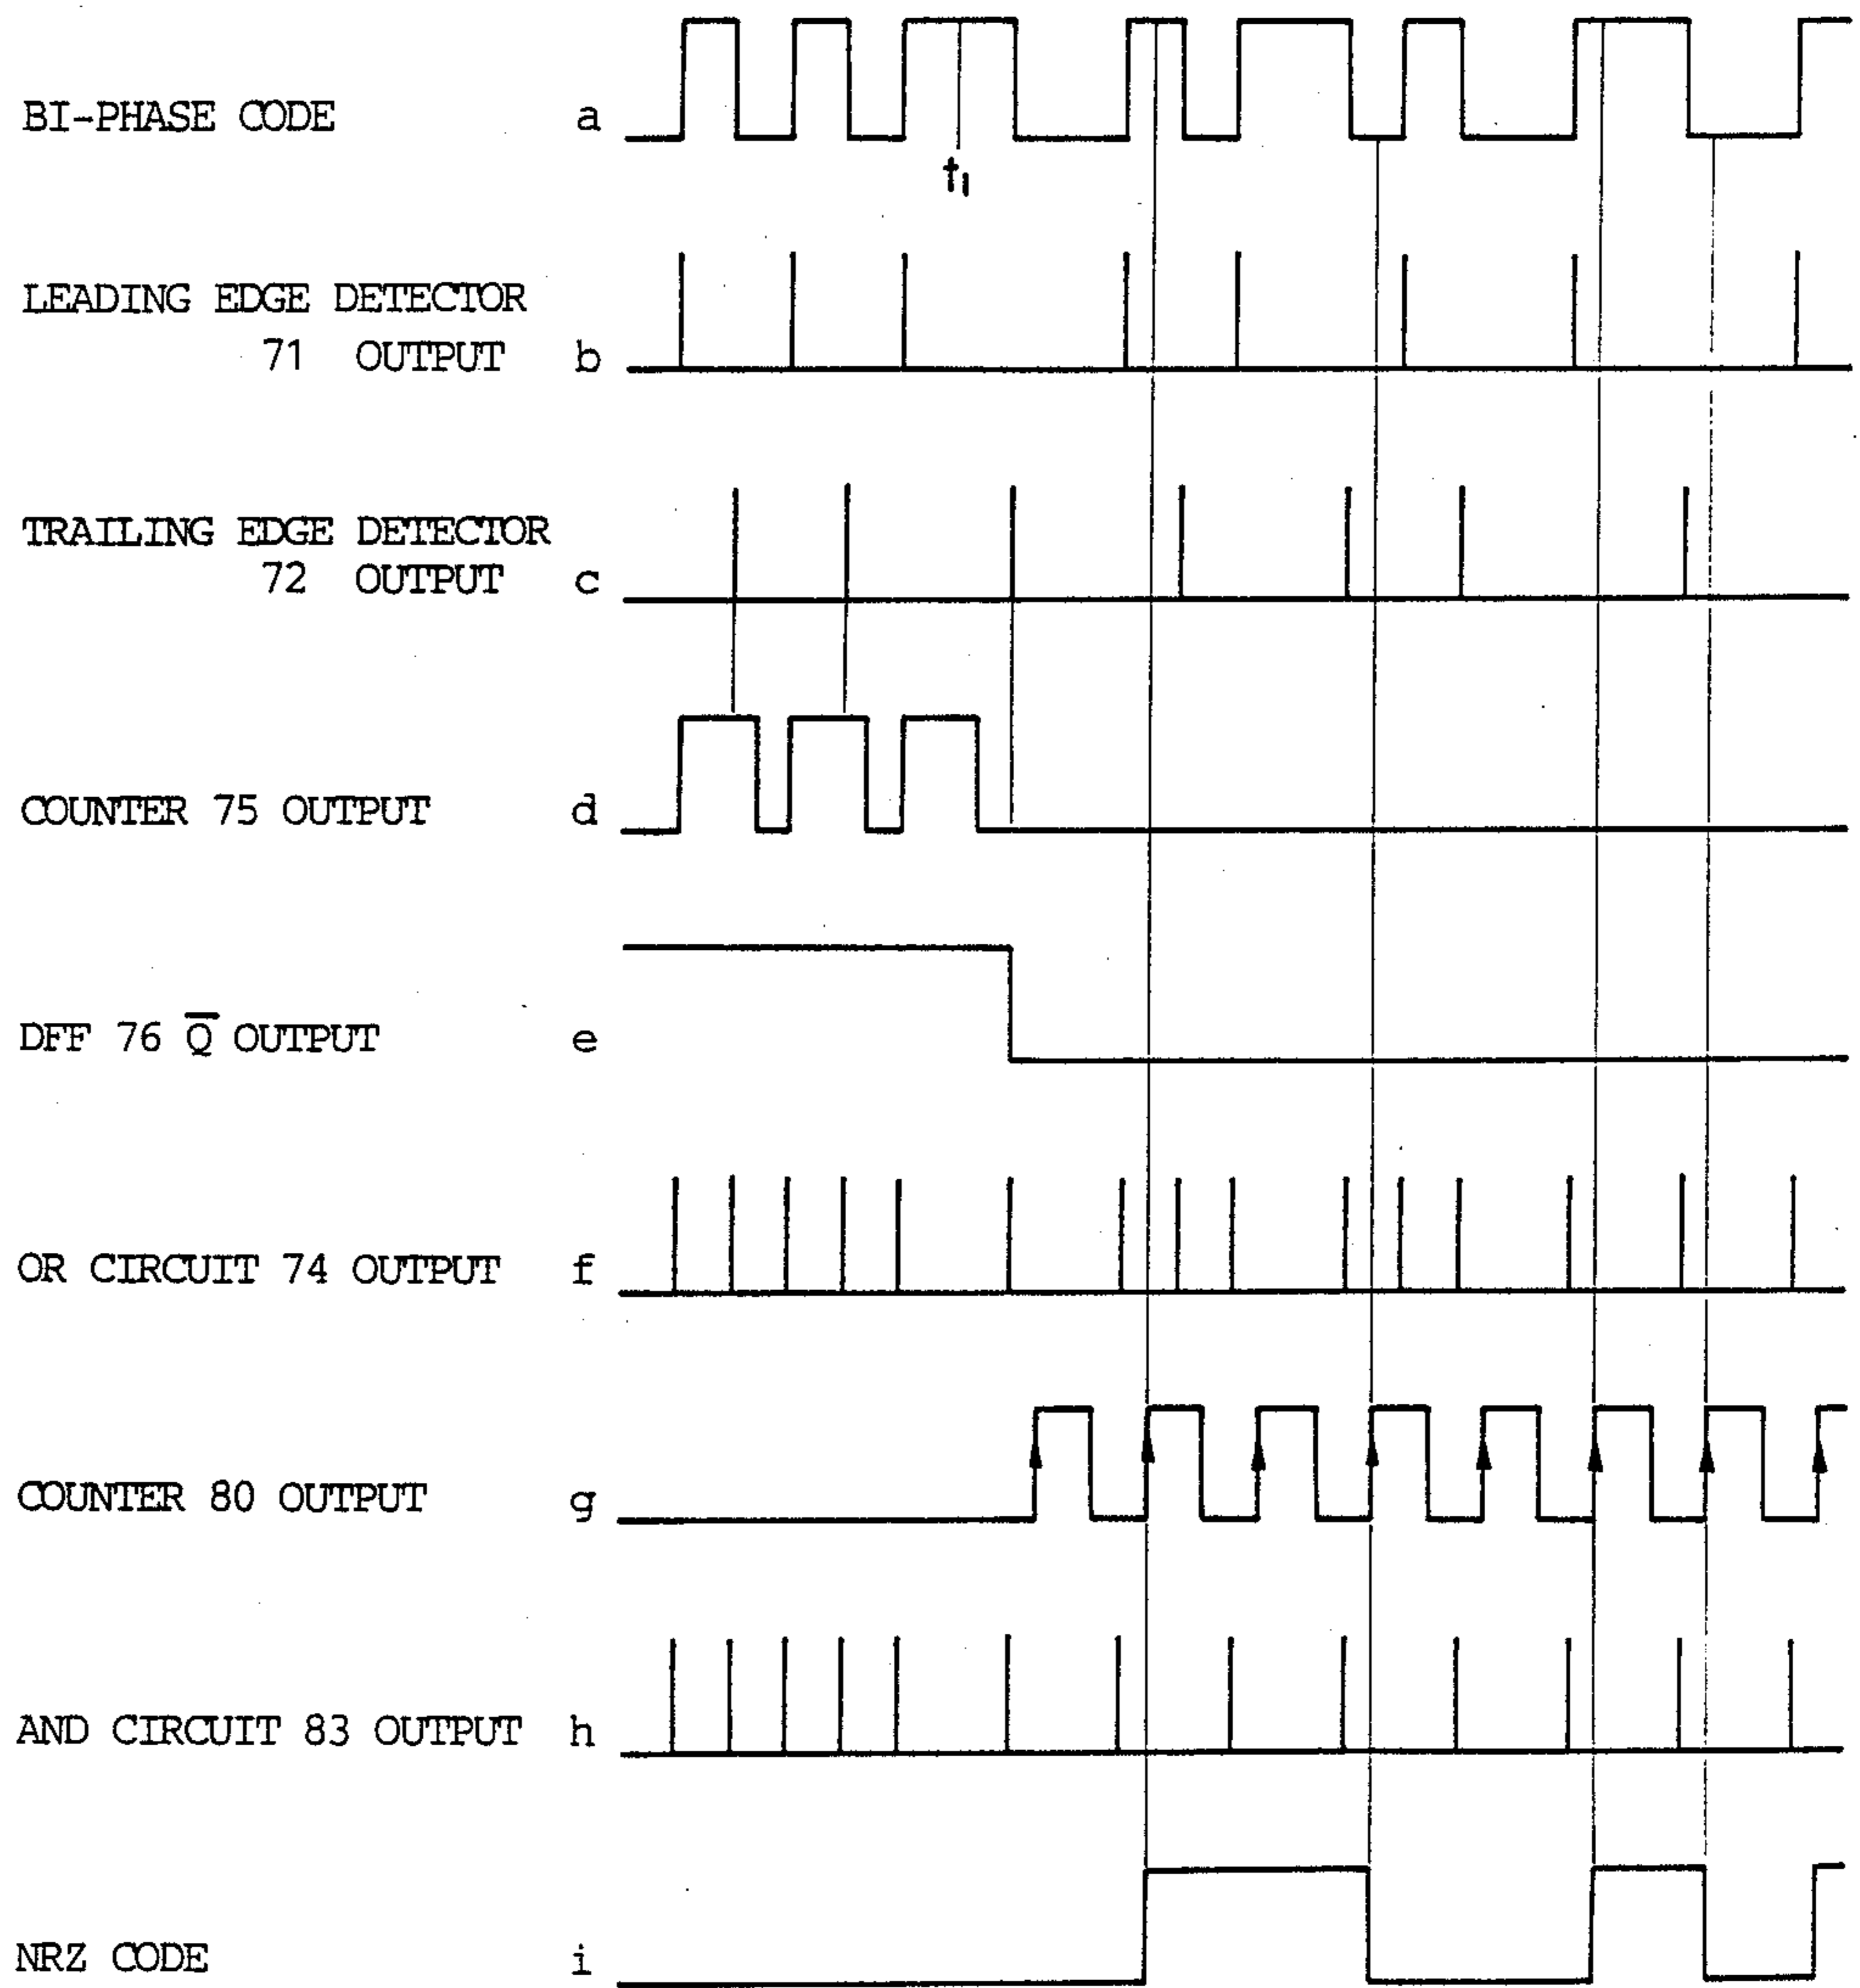 BI-PHASE CODE a
t1
LEADING EDGE DETECTOR
71 OUTPUT b
TRAILING EDGE DETECTOR
72 OUTPUT c
COUNTER 75 OUTPUT d
DFF 76 Q̅ OUTPUT e
OR CIRCUIT 74 OUTPUT f
COUNTER 80 OUTPUT g
AND CIRCUIT 83 OUTPUT h
NRZ CODE i